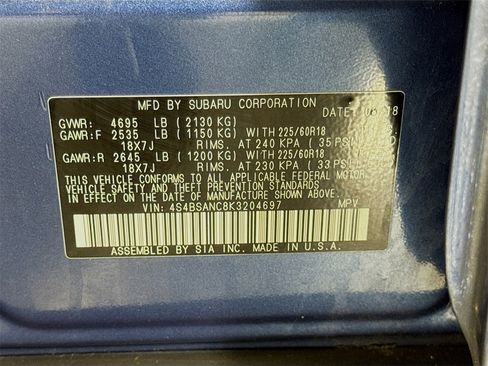 MFD BY SUBARU CORPORATION
DATE: /18
GVWR: 4695 LB (2130 KG)
GAWR:F 2535 LB (1150 KG) WITH 225/60R18
18X7J RIMS. AT 240 KPA (35 PSI
GAWR:R 2645 LB (1200 KG) WITH 225/60R18
18X7J RIMS. AT 230 KPA (33 PSI
THIS VEHICLE CONFORMS TO ALL APPLICABLE FEDERAL MOTOR
VEHICLE SAFETY, BUMPER, AND THEFT PREVENTION STANDARDS
IN EFFECT ON THE DATE OF MANUFACTURE SHOWN ABOVE.
VIN: 4S4BSANC8K3204697 MPV
ASSEMBLED BY SIA INC. MADE IN U.S.A.